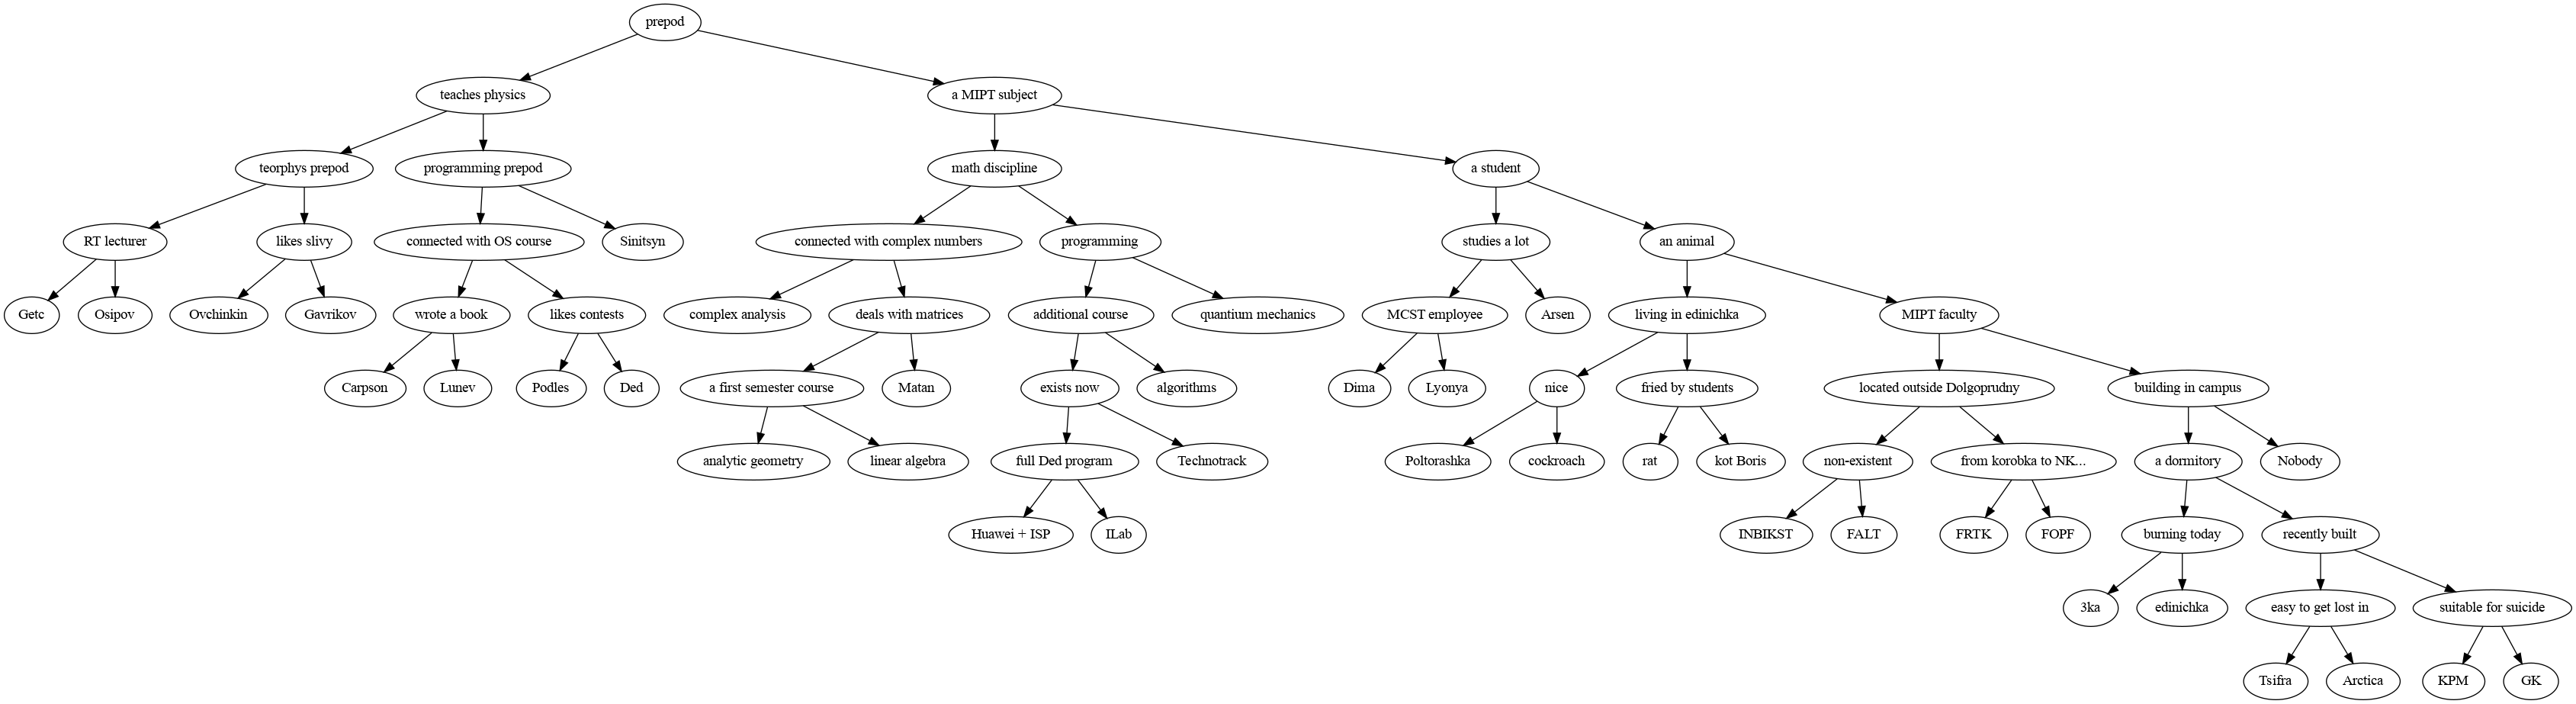 prepod
teaches physics
a MIPT subject
teorphys prepod
programming prepod
math discipline
a student
RT lecturer
likes slivy
connected with OS course
Sinitsyn
connected with complex numbers
programming
studies a lot
an animal
Getc
Osipov
Ovchinkin
Gavrikov
wrote a book
likes contests
complex analysis
deals with matrices
additional course
quantium mechanics
MCST employee
Arsen
living in edinichka
MIPT faculty
Carpson
Lunev
Podles
Ded
a first semester course
Matan
exists now
algorithms
Dima
Lyonya
nice
fried by students
located outside Dolgoprudny
building in campus
analytic geometry
linear algebra
full Ded program
Technotrack
Poltorashka
cockroach
rat
kot Boris
non-existent
from korobka to NK...
a dormitory
Nobody
Huawei + ISP
ILab
INBIKST
FALT
FRTK
FOPF
burning today
recently built
3ka
edinichka
easy to get lost in
suitable for suicide
Tsifra
Arctica
KPM
GK